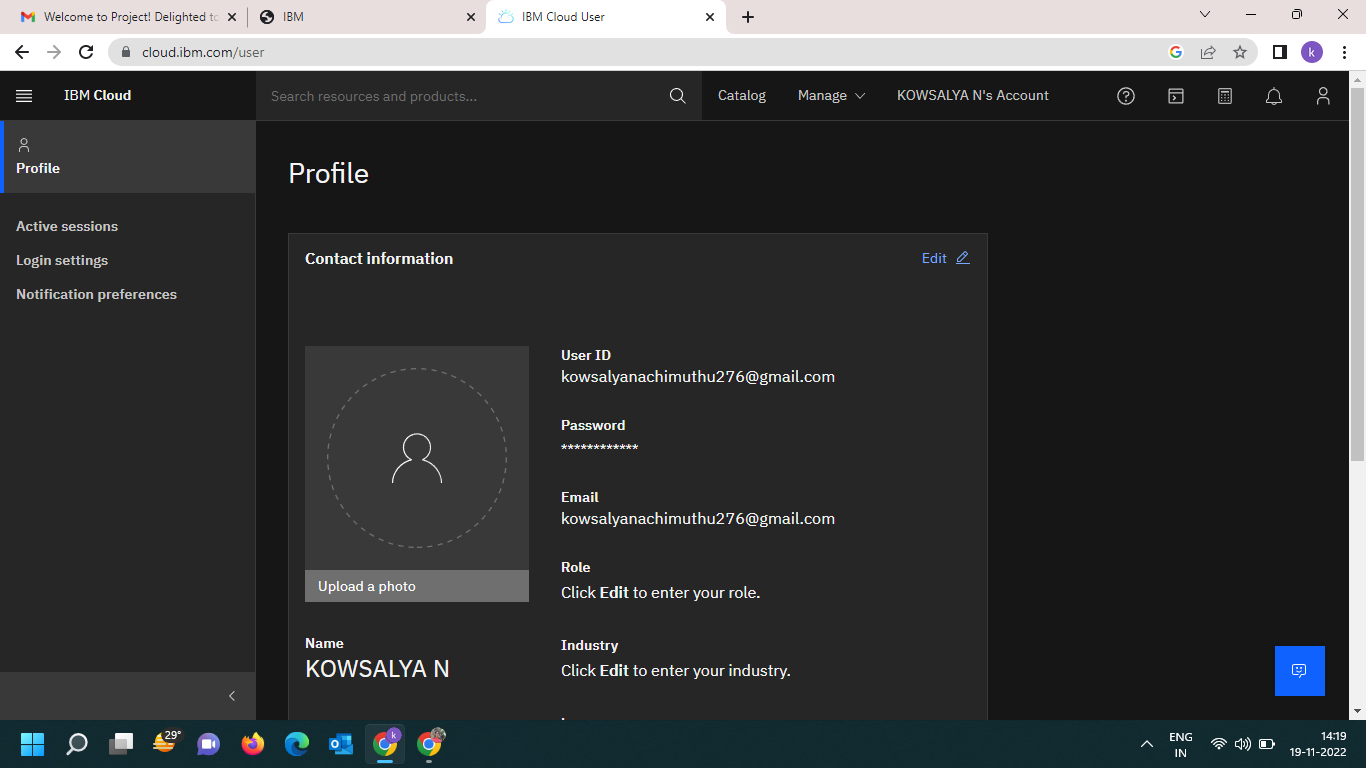 Welcome to Project! Delighted to
IBM
IBM Cloud User
cloud.ibm.com/user
k
IBM Cloud
Search resources and products...
Catalog
Manage
KOWSALYA N's Account
Profile
Active sessions
Login settings
Notification preferences
Profile
Contact information
Edit
User ID
kowsalyanachimuthu276@gmail.com
Password
************
Email
kowsalyanachimuthu276@gmail.com
Role
Click Edit to enter your role.
Upload a photo
Name
KOWSALYA N
Industry
Click Edit to enter your industry.
29°
k
ENG
IN
14:19
19-11-2022